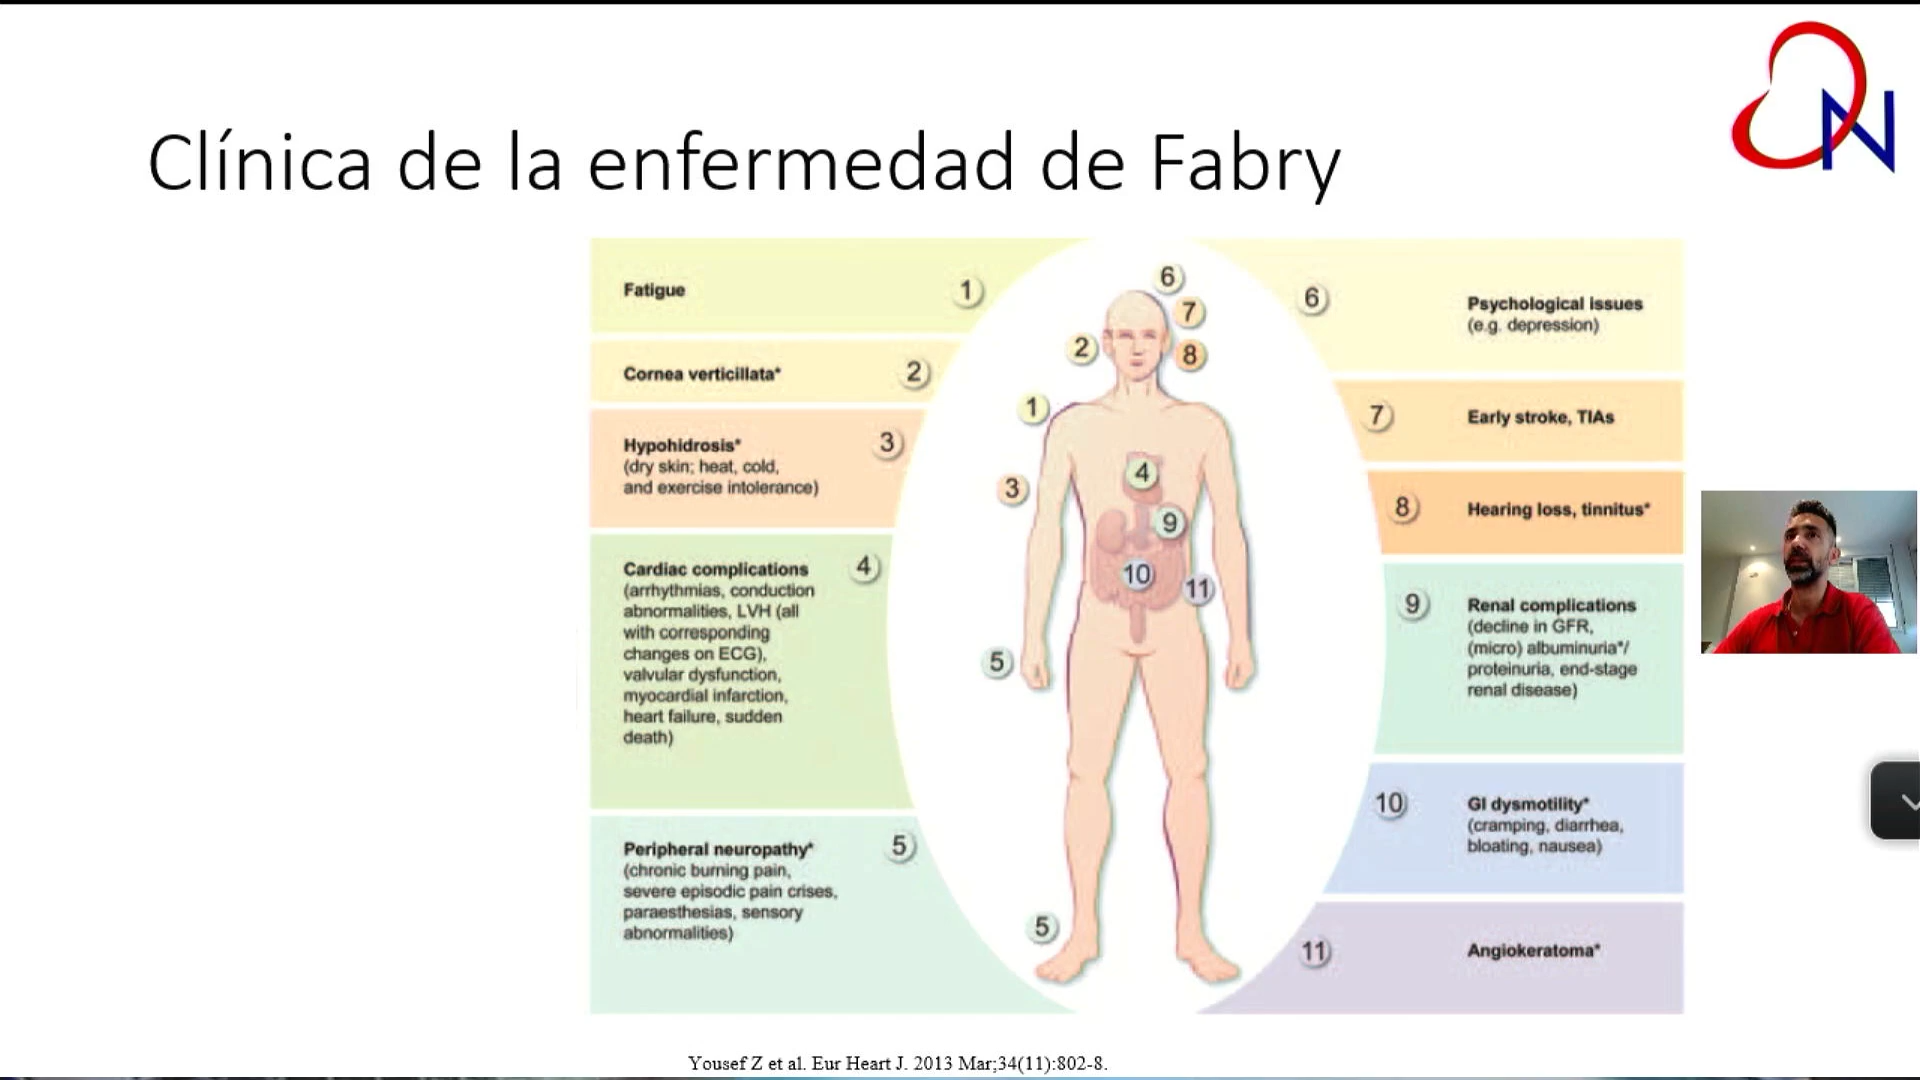 Clínica de la enfermedad de Fabry
N
Fatigue
1
Cornea verticillata*
2
Hypohidrosis*
(dry skin; heat, cold,
and exercise intolerance)
3
Cardiac complications
(arrhythmias, conduction
abnormalities, LVH (all
with corresponding
changes on ECG),
valvular dysfunction,
myocardial infarction,
heart failure, sudden
death)
4
Peripheral neuropathy*
(chronic burning pain,
severe episodic pain crises,
paraesthesias, sensory
abnormalities)
5
6
7
2
8
1
4
3
9
10
11
5
5
6
Psychological issues
(e.g. depression)
7
Early stroke, TIAs
8
Hearing loss, tinnitus*
9
Renal complications
(decline in GFR,
(micro) albuminuria*/
proteinuria, end-stage
renal disease)
10
GI dysmotility*
(cramping, diarrhea,
bloating, nausea)
11
Angiokeratoma*
Yousef Z et al. Eur Heart J. 2013 Mar;34(11):802-8.